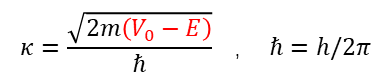 κ = √(2m(V₀ − E)) / ℏ , ℏ = h/2π